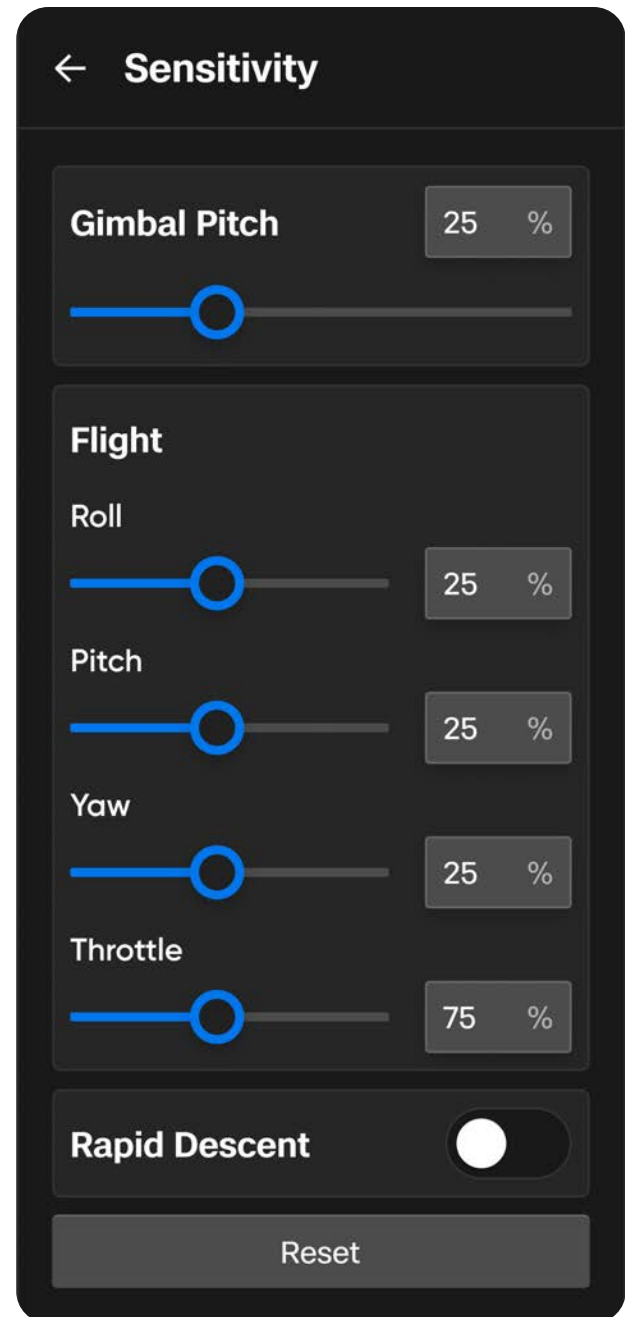 Sensitivity
Gimbal Pitch 25 %
Flight
Roll
25 %
Pitch
25 %
Yaw
25 %
Throttle
75 %
Rapid Descent
Reset